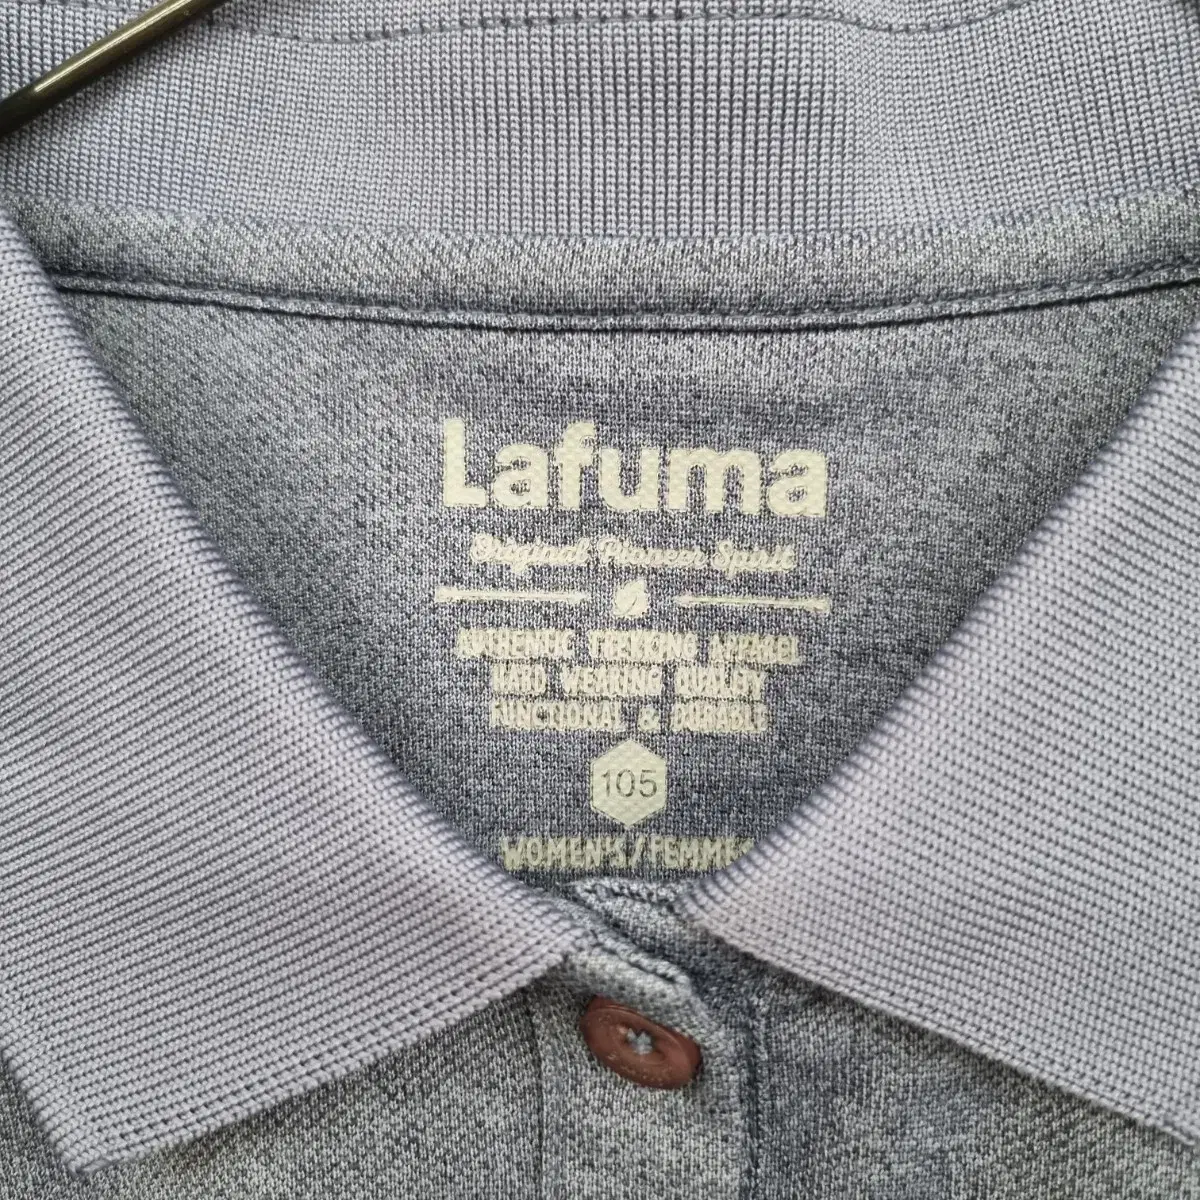 Lafuma
Original Pioneer Spirit
AUTHENTIC TREKKING APPAREL
HARD WEARING QUALITY
FUNCTIONAL & DURABLE
105
WOMEN'S/FEMMES